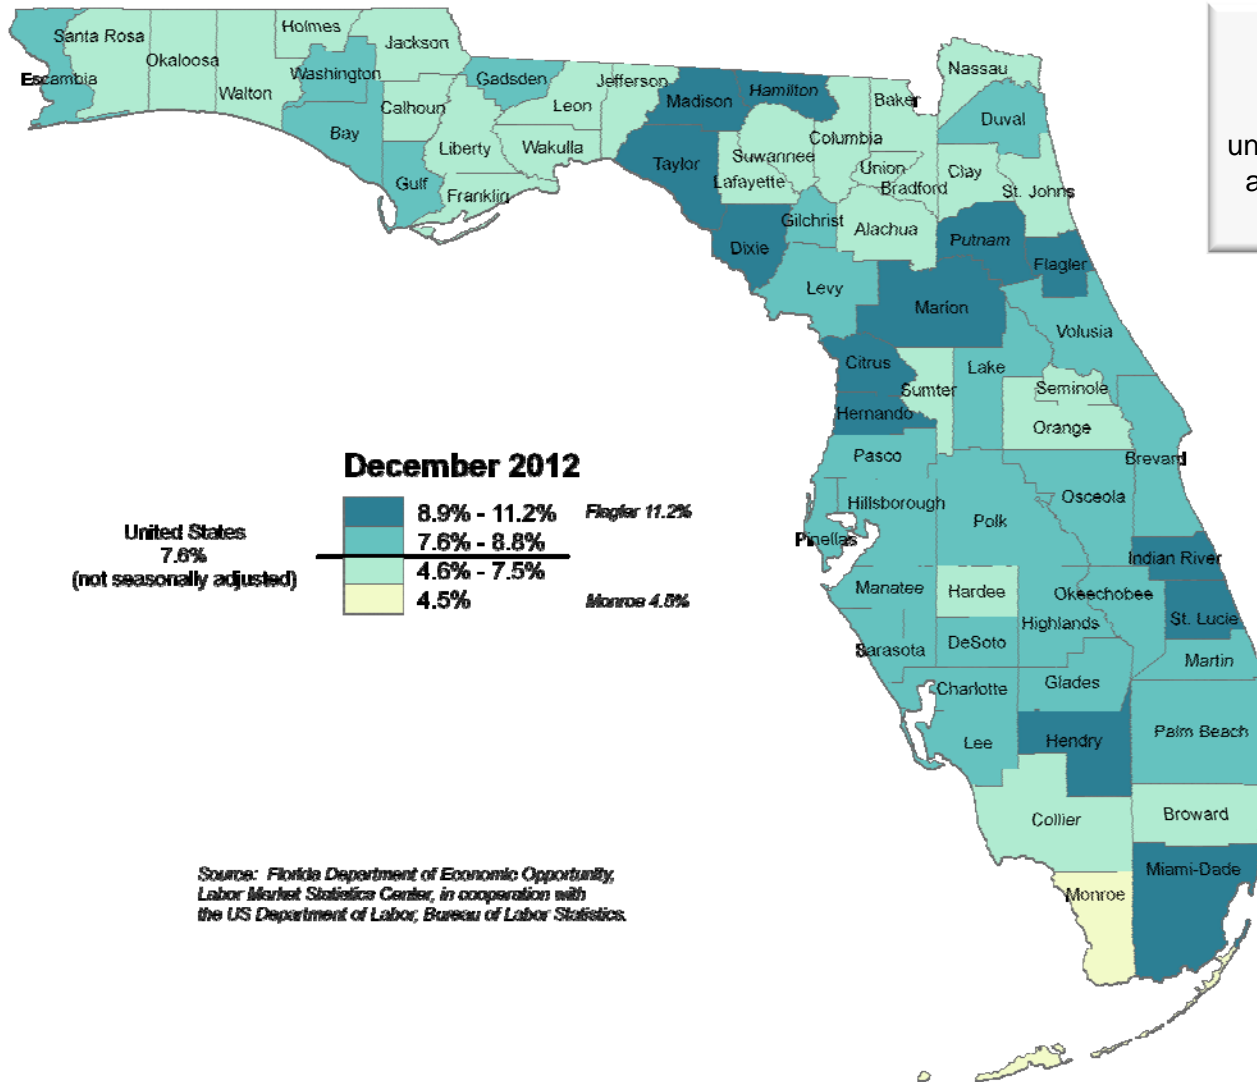 Santa Rosa
Holmes
Jackson
Escambia
Okaloosa
Walton
Washington
Bay
Calhoun
Gulf
Gadsden
Liberty
Franklin
Leon
Wakulla
Jefferson
Madison
Hamilton
Taylor
Suwannee
Lafayette
Columbia
Baker
Nassau
Duval
Union
Bradford
Clay
St. Johns
un
a
Dixie
Gilchrist
Alachua
Putnam
Flagler
Levy
Marion
Volusia
Citrus
Sumter
Lake
Seminole
Hernando
Orange
Pasco
Brevard
Hillsborough
Osceola
Polk
Pinellas
Indian River
Manatee
Hardee
Okeechobee
Highlands
St. Lucie
Sarasota
DeSoto
Martin
Charlotte
Glades
Lee
Hendry
Palm Beach
Collier
Broward
Monroe
Miami-Dade
December 2012
8.9% - 11.2% Flagler 11.2%
7.6% - 8.8%
4.6% - 7.5%
4.5% Monroe 4.5%
United States
7.6%
(not seasonally adjusted)
Source: Florida Department of Economic Opportunity,
Labor Market Statistics Center, in cooperation with
the US Department of Labor, Bureau of Labor Statistics.